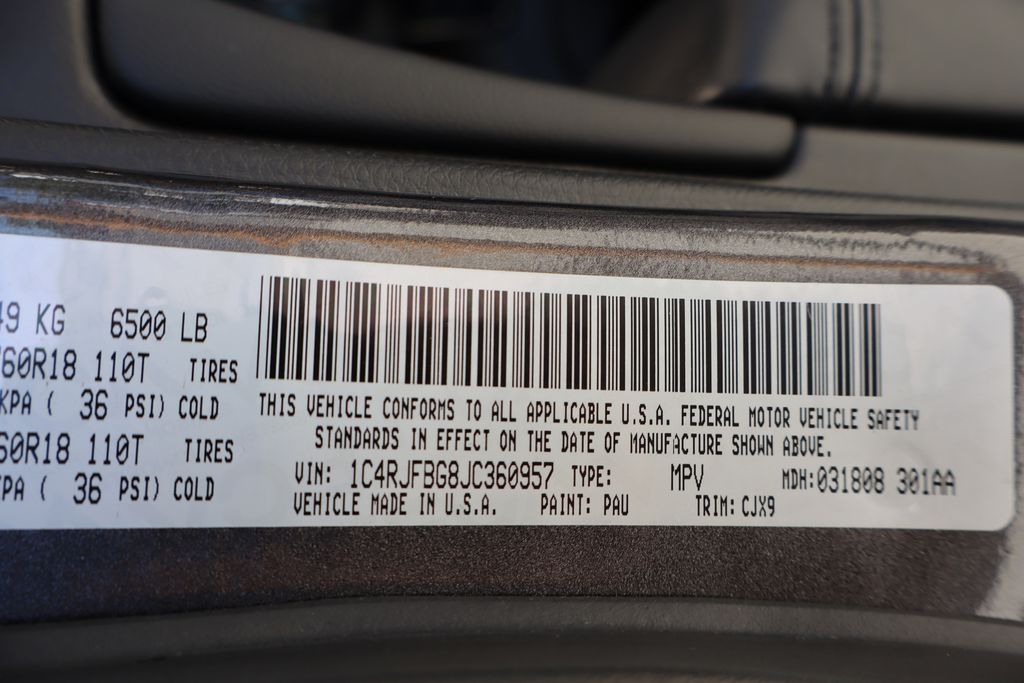 49 KG 6500 LB
60R18 110T TIRES
KPA ( 36 PSI) COLD
60R18 110T TIRES
KPA ( 36 PSI) COLD
THIS VEHICLE CONFORMS TO ALL APPLICABLE U.S.A. FEDERAL MOTOR VEHICLE SAFETY
STANDARDS IN EFFECT ON THE DATE OF MANUFACTURE SHOWN ABOVE.
VIN: 1C4RJFBG8JC360957 TYPE: MPV MDH:031808 301AA
VEHICLE MADE IN U.S.A. PAINT: PAU TRIM: CJX9